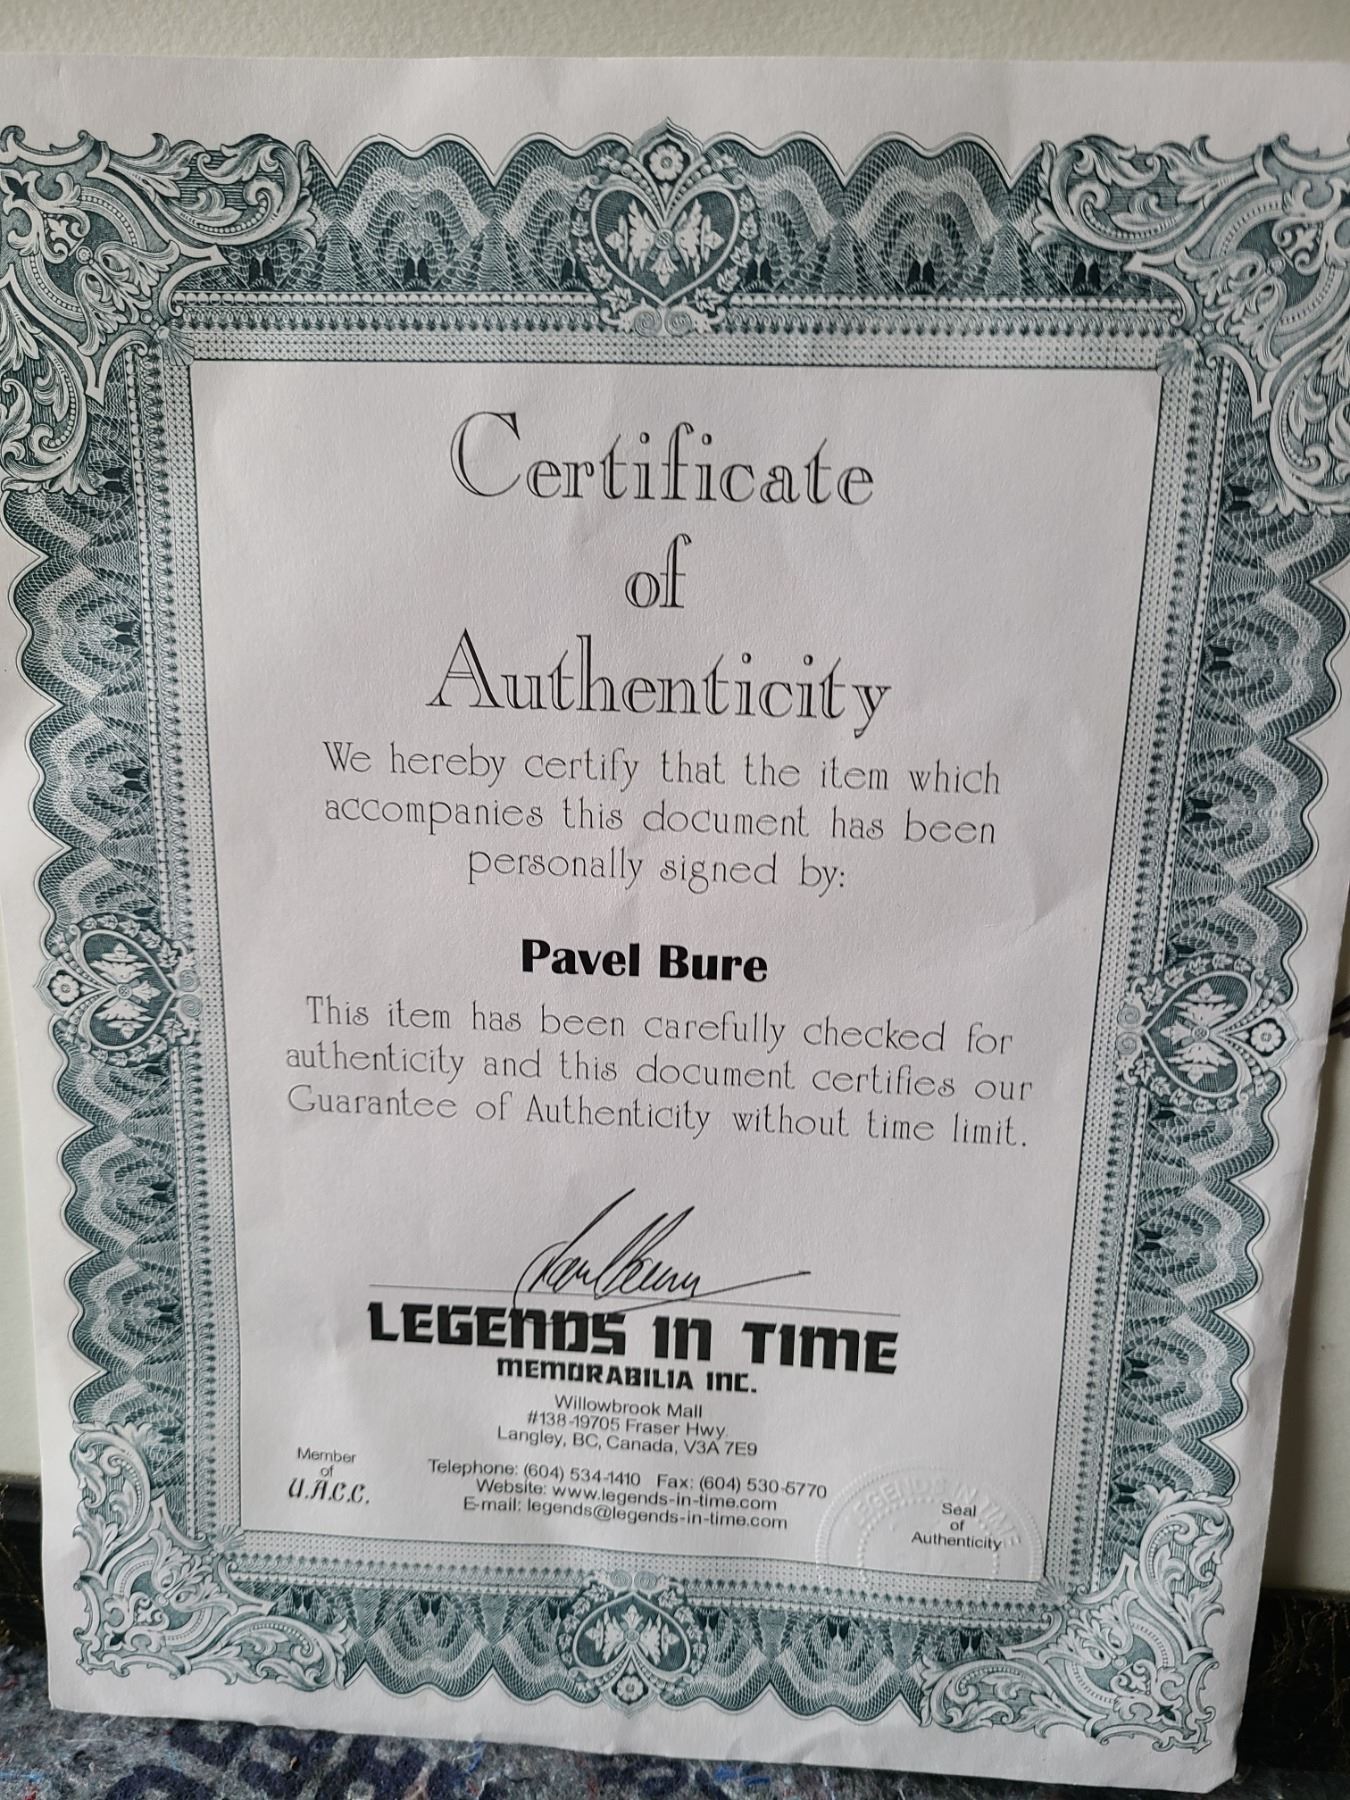 Certificate
of
Authenticity
We hereby certify that the item which
accompanies this document has been
personally signed by:
Pavel Bure
This item has been carefully checked for
authenticity and this document certifies our
Guarantee of Authenticity without time limit.
LEGENDS IN TIME
MEMORABILIA INC.
Willowbrook Mall
#138-19705 Fraser Hwy.
Langley, BC, Canada, V3A 7E9
Member
of
U.A.C.C.
Telephone: (604) 534-1410 Fax: (604) 530-5770
Website: www.legends-in-time.com
E-mail: legends@legends-in-time.com
LEGENDS IN TIME
Seal
of
Authenticity